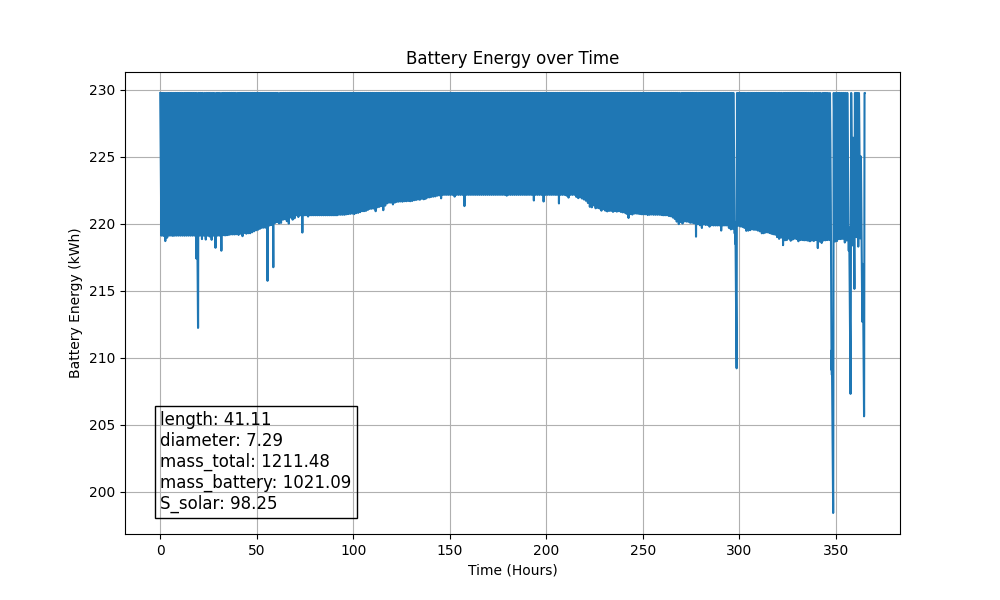 Battery Energy over Time
Battery Energy (kWh)
230
225
220
215
210
205
200
length: 41.11
diameter: 7.29
mass_total: 1211.48
mass_battery: 1021.09
S_solar: 98.25
0 50 100 150 200 250 300 350
Time (Hours)